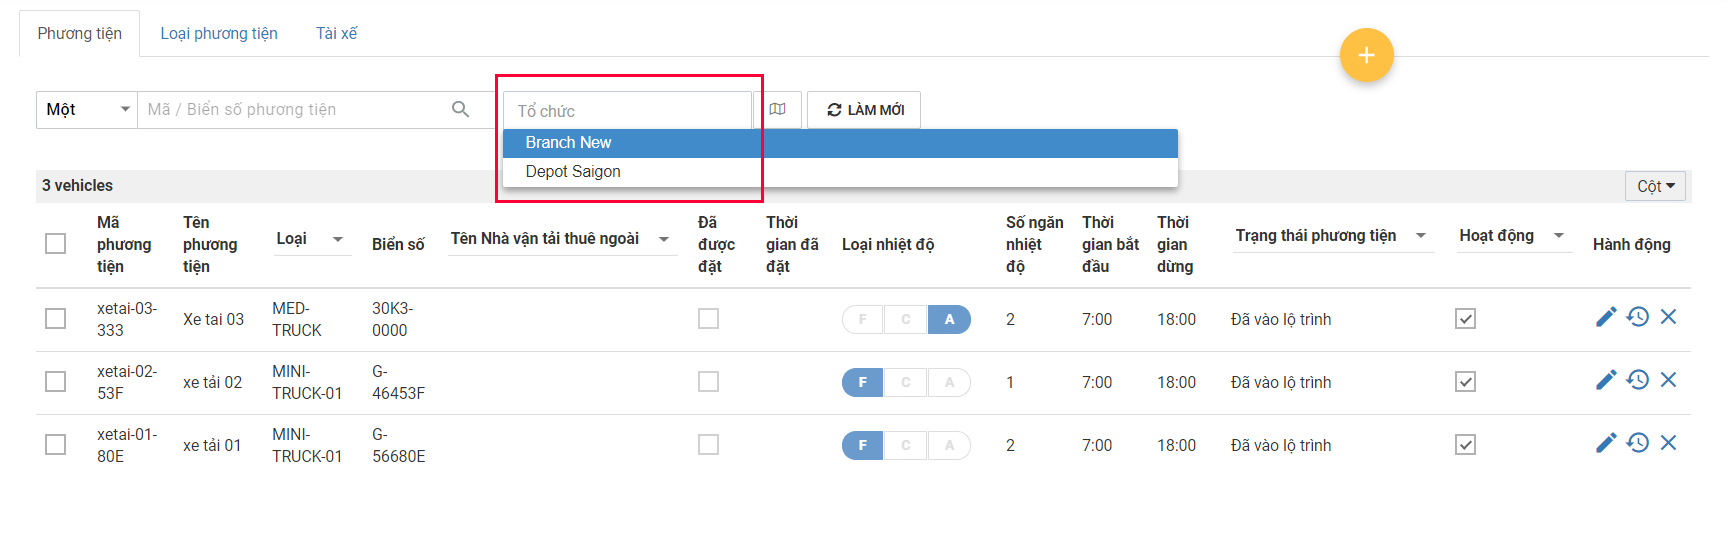 Phương tiện Loại phương tiện Tài xế
+
Một Mã / Biển số phương tiện Tổ chức LÀM MỚI
Branch New
Depot Saigon
3 vehicles Cột
Mã phương tiện Tên phương tiện Loại Biển số Tên Nhà vận tải thuê ngoài Đã được đặt Thời gian đã đặt Loại nhiệt độ Số ngăn nhiệt độ Thời gian bắt đầu Thời gian dừng Trạng thái phương tiện Hoạt động Hành động
xetai-03-333 Xe tai 03 MED-TRUCK 30K3-0000 F C A 2 7:00 18:00 Đã vào lộ trình
xetai-02-53F xe tải 02 MINI-TRUCK-01 G-46453F F C A 1 7:00 18:00 Đã vào lộ trình
xetai-01-80E xe tải 01 MINI-TRUCK-01 G-56680E F C A 2 7:00 18:00 Đã vào lộ trình